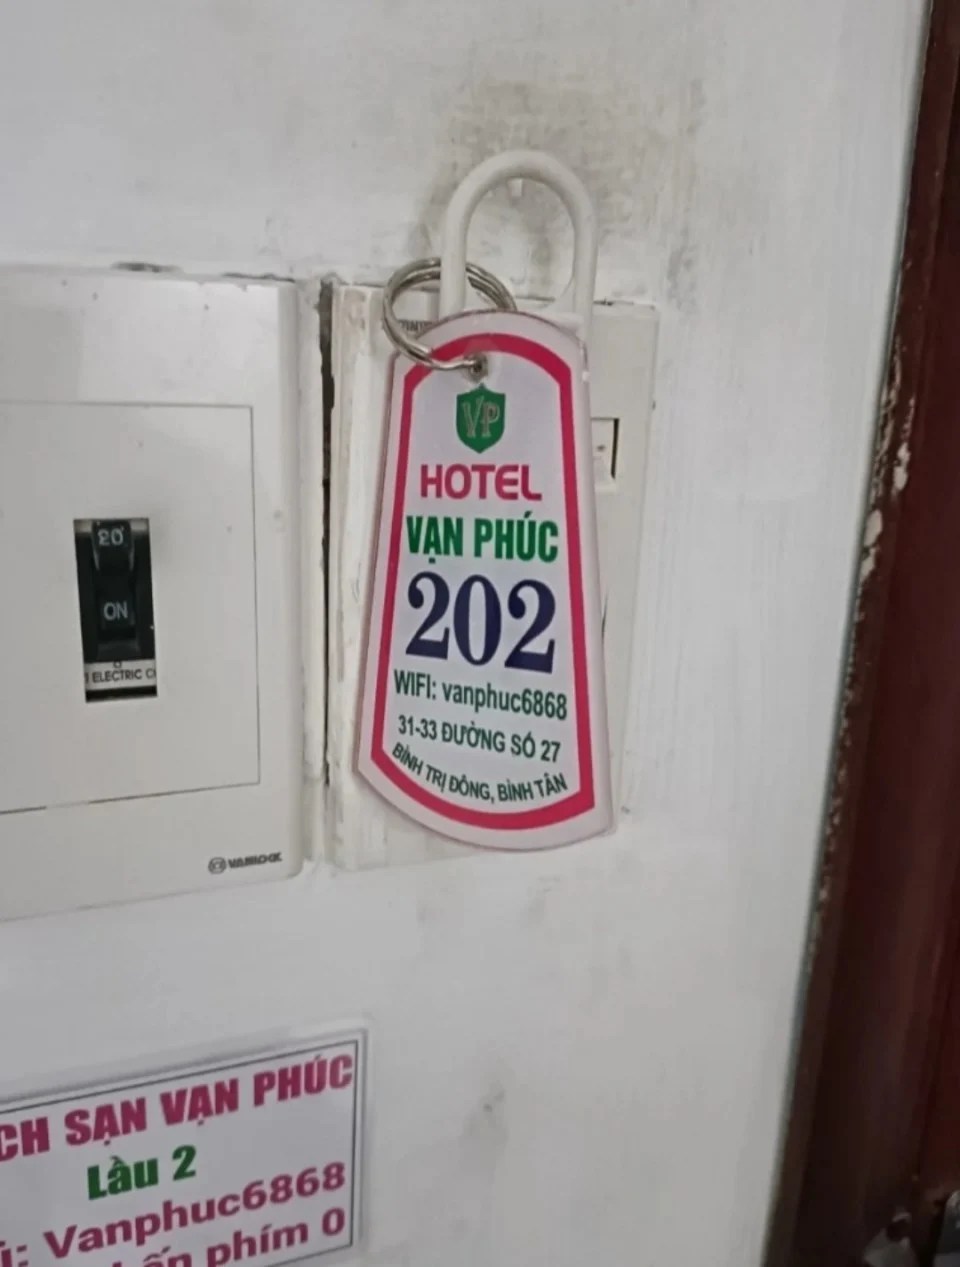 VP
HOTEL
VẠN PHÚC
202
WIFI: vanphuc6868
31-33 ĐƯỜNG SỐ 27
BÌNH TRỊ ĐÔNG, BÌNH TÂN
20
ON
ELECTRIC
VANLOCK
SẠN VẠN PHÚC
Lầu 2
Vanphuc6868
phím 0